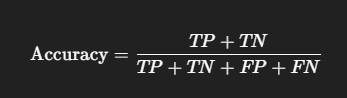 Accuracy = TP + TN / TP + TN + FP + FN